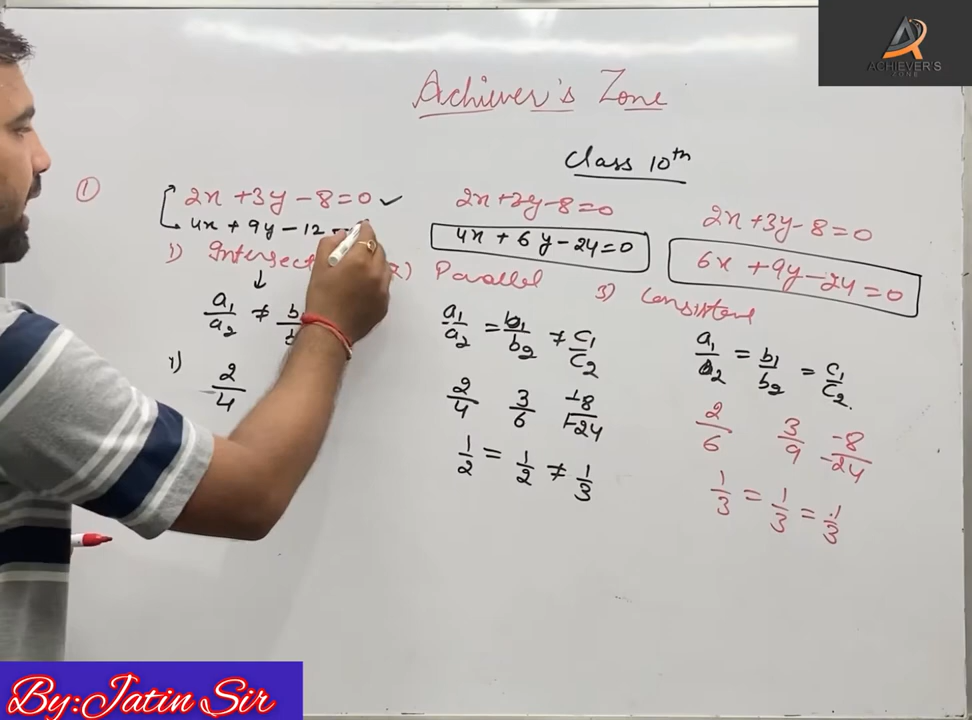 ACHIEVER'S
ZONE
Achiever's Zone
Class 10th
①
2x + 3y - 8 = 0 ✓
4x + 9y - 12 =
1) Intersect
a1/a2 ≠ b
1) 2/4
2x + 3y - 8 = 0
4x + 6y - 24 = 0
2) Parallel
a1/a2 = b1/b2 ≠ c1/c2
2/4 3/6 -8/-24
1/2 = 1/2 ≠ 1/3
2x + 3y - 8 = 0
6x + 9y - 24 = 0
3) Consistent
a1/a2 = b1/b2 = c1/c2.
2/6 3/9 -8/-24
1/3 = 1/3 = 1/3
By:Jatin Sir